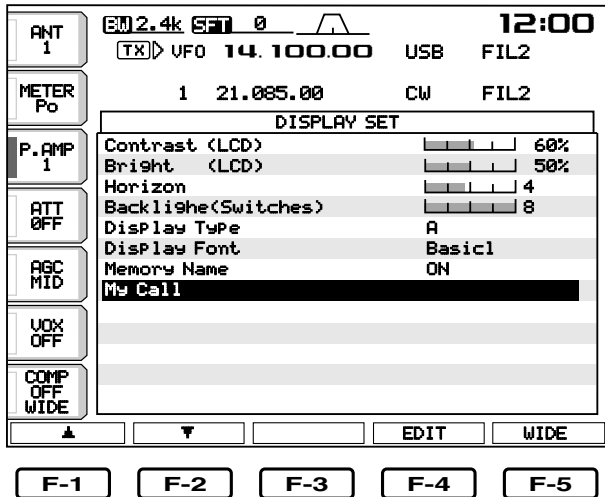 ANT
1
BW 2.4k SFT 0
12:00
TX VFO 14.100.00 USB FIL2
METER
Po
1 21.085.00 CW FIL2
DISPLAY SET
P.AMP
1
Contrast (LCD) 60%
Bright (LCD) 50%
Horizon 4
ATT
OFF
Backlighe(Switches) 8
Display Type A
Display Font Basic1
AGC
MID
Memory Name ON
My Call
VOX
OFF
COMP
OFF
WIDE
▲ ▼ EDIT WIDE
F-1 F-2 F-3 F-4 F-5